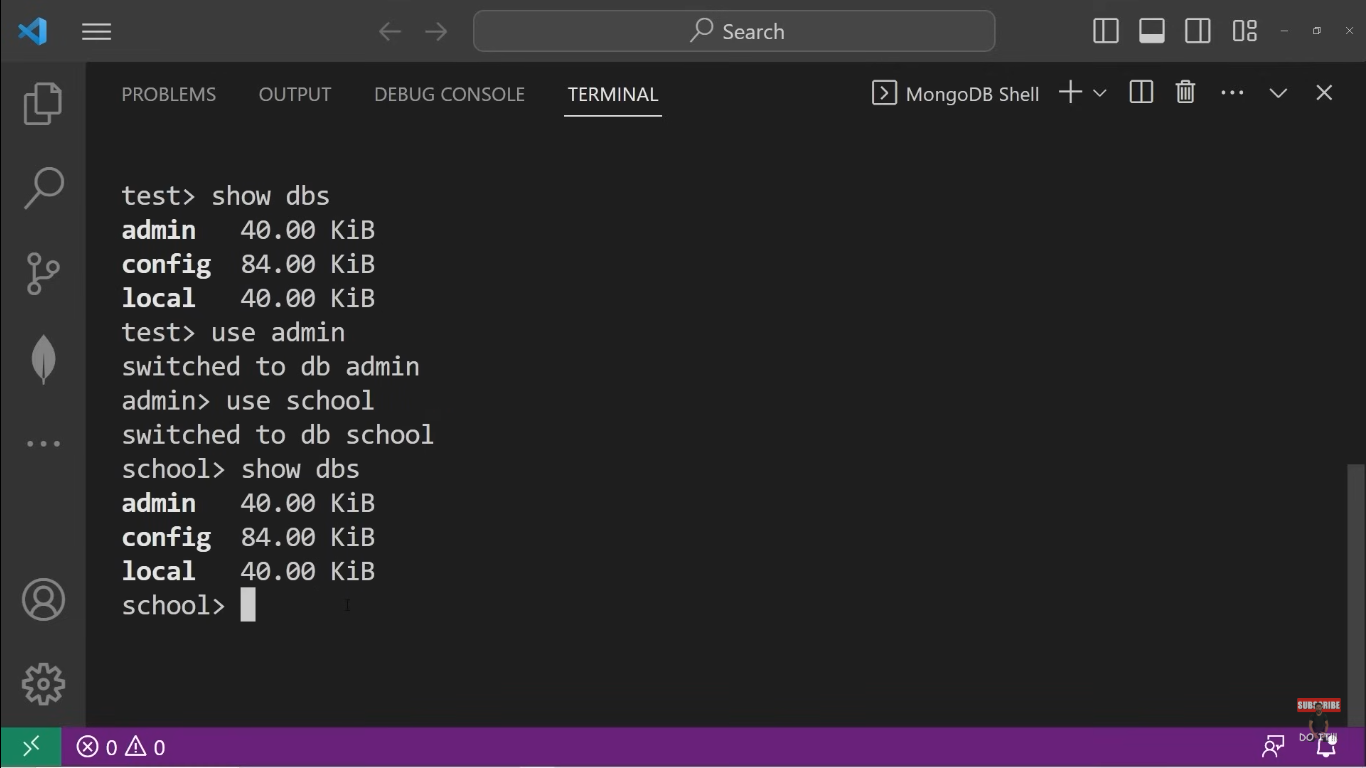 Search
PROBLEMS OUTPUT DEBUG CONSOLE TERMINAL MongoDB Shell
test> show dbs
admin   40.00 KiB
config  84.00 KiB
local   40.00 KiB
test> use admin
switched to db admin
admin> use school
switched to db school
school> show dbs
admin   40.00 KiB
config  84.00 KiB
local   40.00 KiB
school>
SUBSCRIBE
0 0